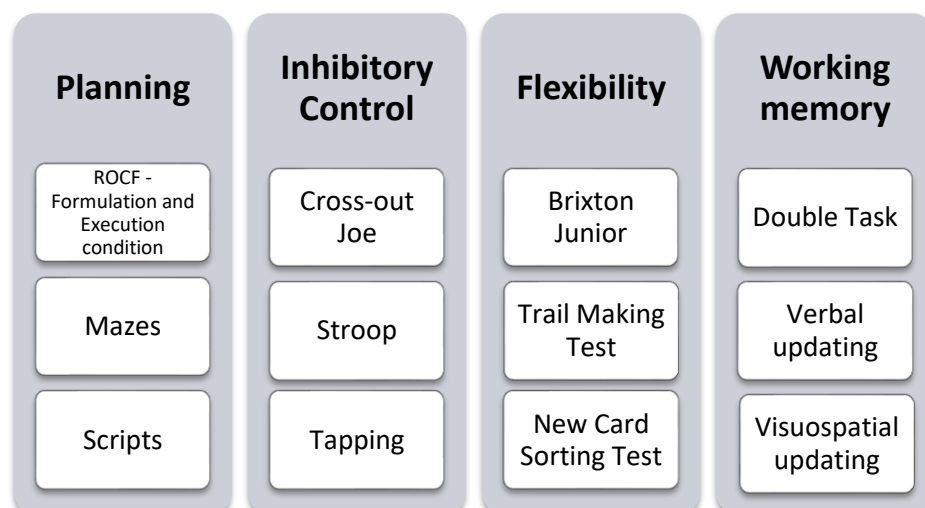 Planning
ROCF -
Formulation and
Execution
condition
Mazes
Scripts
Inhibitory
Control
Cross-out
Joe
Stroop
Tapping
Flexibility
Brixton
Junior
Trail Making
Test
New Card
Sorting Test
Working
memory
Double Task
Verbal
updating
Visuospatial
updating